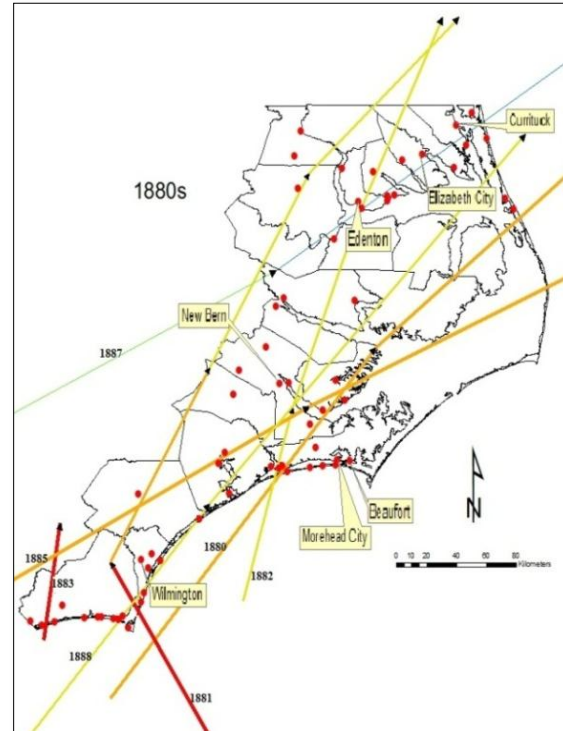 Currituck
1880s
Elizabeth City
Edenton
New Bern
1887
N
Beaufort
Morehead City
1885
1880
0 10 20 40 60 80
Kilometers
1883
1882
Wilmington
1888
1881